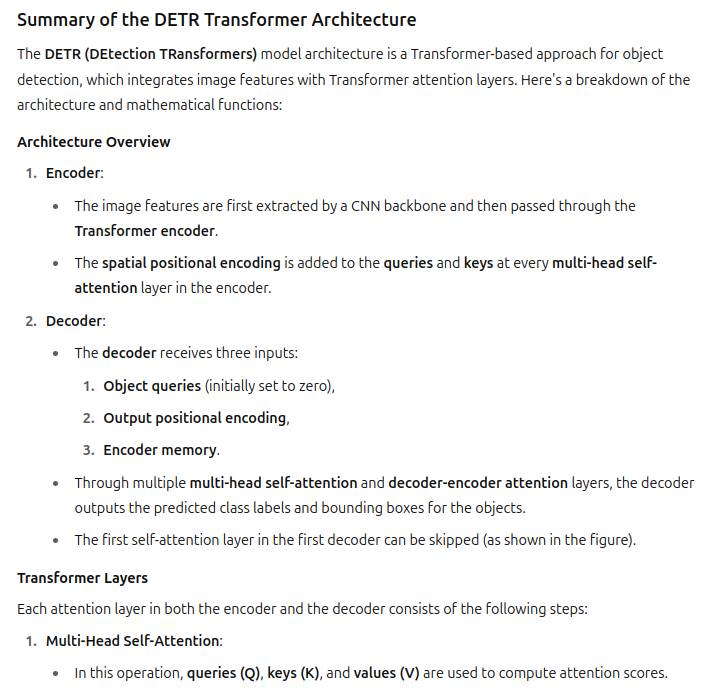 Summary of the DETR Transformer Architecture
The DETR (DEtection TRansformers) model architecture is a Transformer-based approach for object
detection, which integrates image features with Transformer attention layers. Here's a breakdown of the
architecture and mathematical functions:
Architecture Overview
1. Encoder:
• The image features are first extracted by a CNN backbone and then passed through the
Transformer encoder.
• The spatial positional encoding is added to the queries and keys at every multi-head self-
attention layer in the encoder.
2. Decoder:
• The decoder receives three inputs:
1. Object queries (initially set to zero),
2. Output positional encoding,
3. Encoder memory.
• Through multiple multi-head self-attention and decoder-encoder attention layers, the decoder
outputs the predicted class labels and bounding boxes for the objects.
• The first self-attention layer in the first decoder can be skipped (as shown in the figure).
Transformer Layers
Each attention layer in both the encoder and the decoder consists of the following steps:
1. Multi-Head Self-Attention:
• In this operation, queries (Q), keys (K), and values (V) are used to compute attention scores.